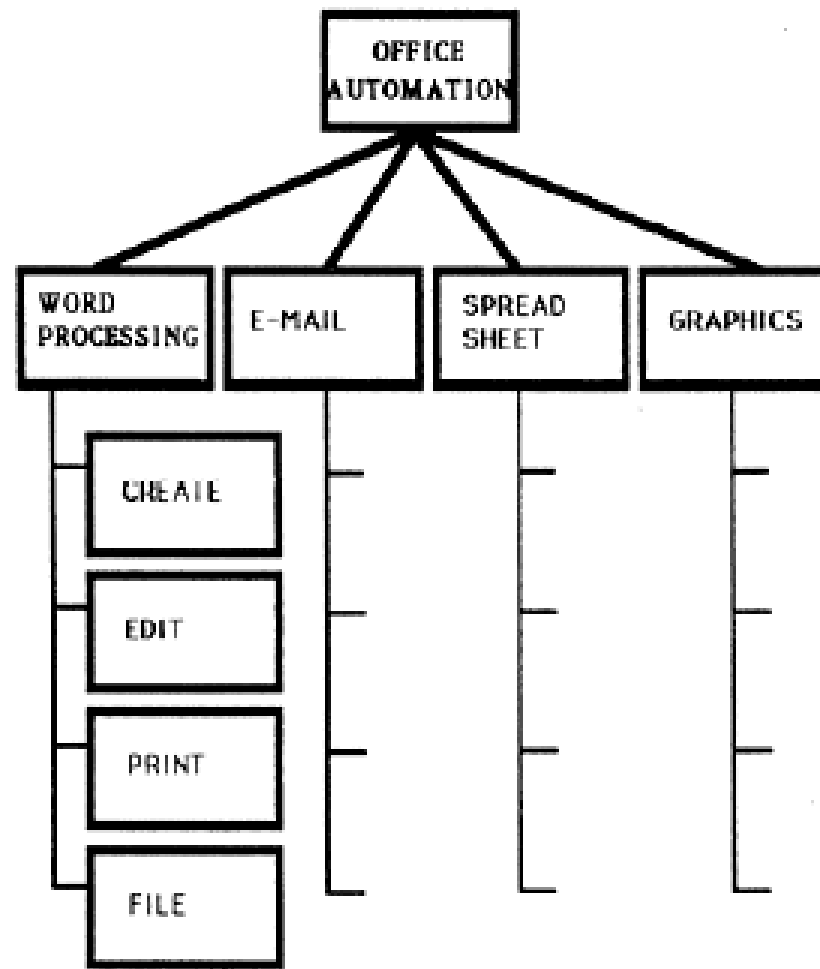 OFFICE
AUTOMATION
WORD
PROCESSING
E-MAIL
SPREAD
SHEET
GRAPHICS
CREATE
EDIT
PRINT
FILE